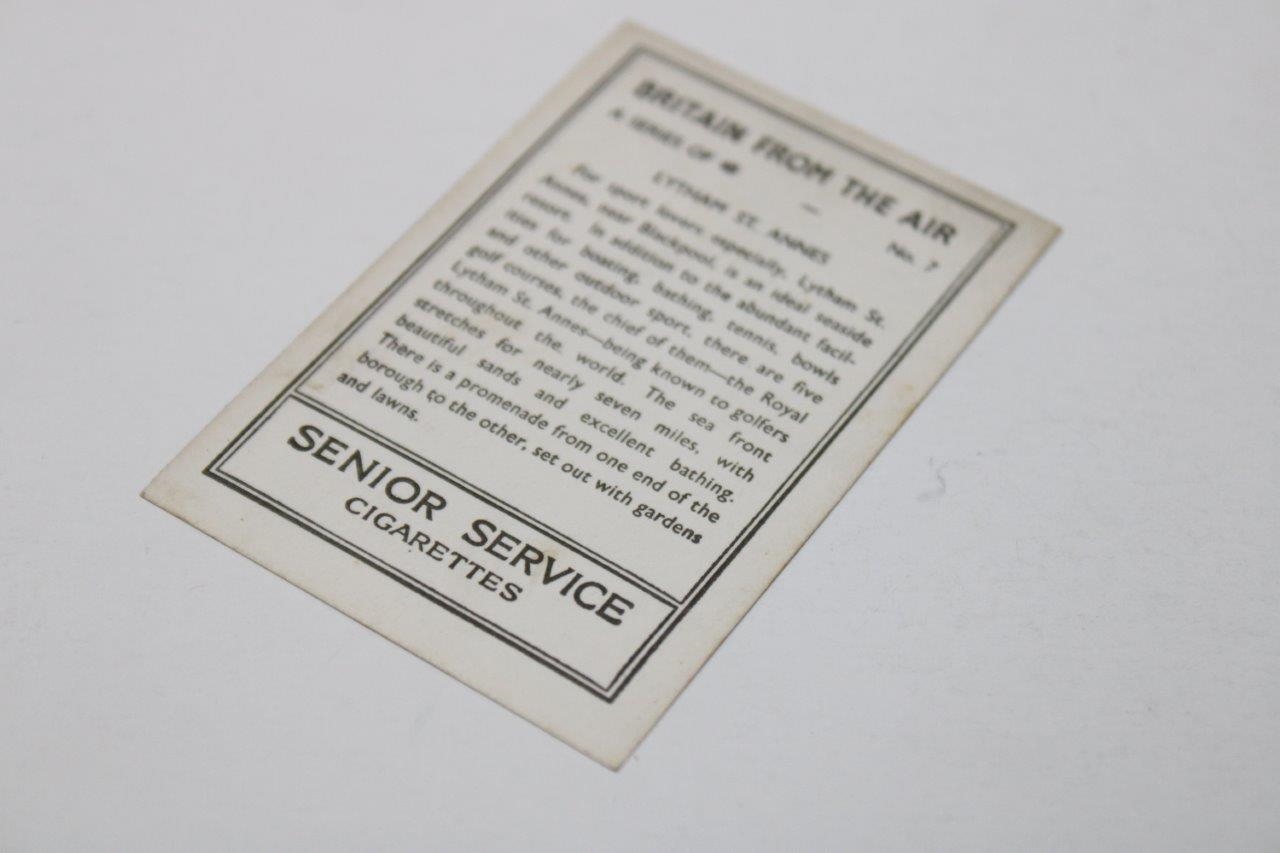 BRITAIN FROM THE AIR
A SERIES OF 48
No. 7
—
LYTHAM ST. ANNES
For sport lovers especially, Lytham St.
Annes, near Blackpool, is an ideal seaside
resort. In addition to the abundant facil-
ities for boating, bathing, tennis, bowls
and other outdoor sport, there are five
golf courses, the chief of them—the Royal
Lytham St. Annes—being known to golfers
throughout the world. The sea front
stretches for nearly seven miles, with
beautiful sands and excellent bathing.
There is a promenade from one end of the
borough to the other, set out with gardens
and lawns.
SENIOR SERVICE
CIGARETTES